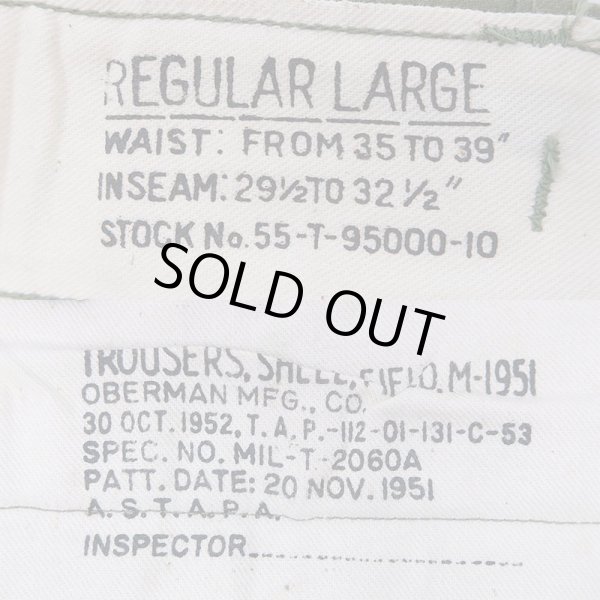 REGULAR LARGE
WAIST: FROM 35 TO 39"
INSEAM: 29½ TO 32 ½"
STOCK No. 55-T-95000-10
SOLD OUT
TROUSERS, SHELL, FIELD, M-1951
OBERMAN MFG., CO.
30 OCT. 1952, T. A. P.-112-01-131-C-53
SPEC. NO. MIL-T-2060A
PATT. DATE: 20 NOV. 1951
A. S. T. A. P. A.
INSPECTOR